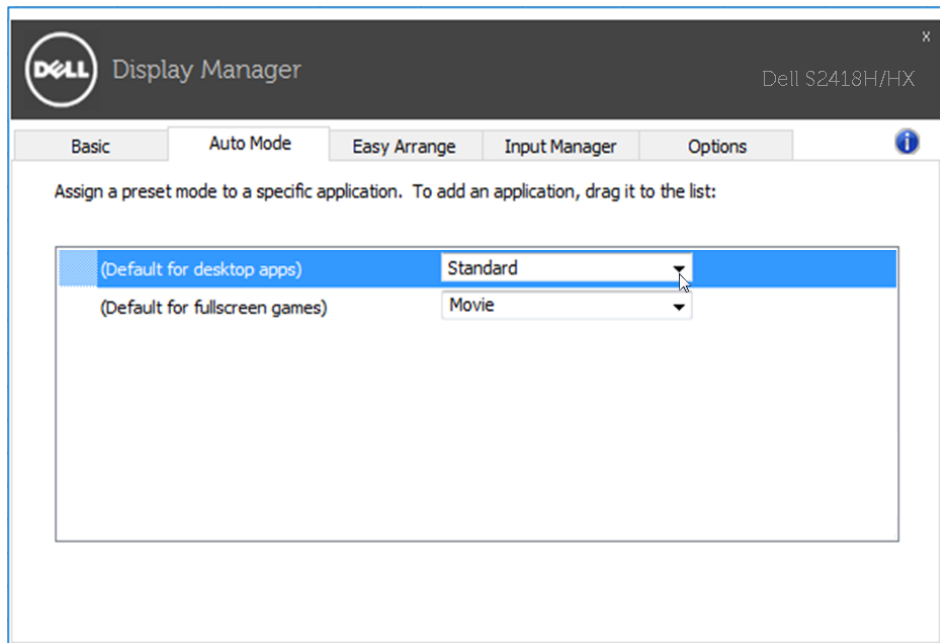 DELL Display Manager
X
Dell S2418H/HX
Basic Auto Mode Easy Arrange Input Manager Options
Assign a preset mode to a specific application. To add an application, drag it to the list:
(Default for desktop apps) Standard
(Default for fullscreen games) Movie